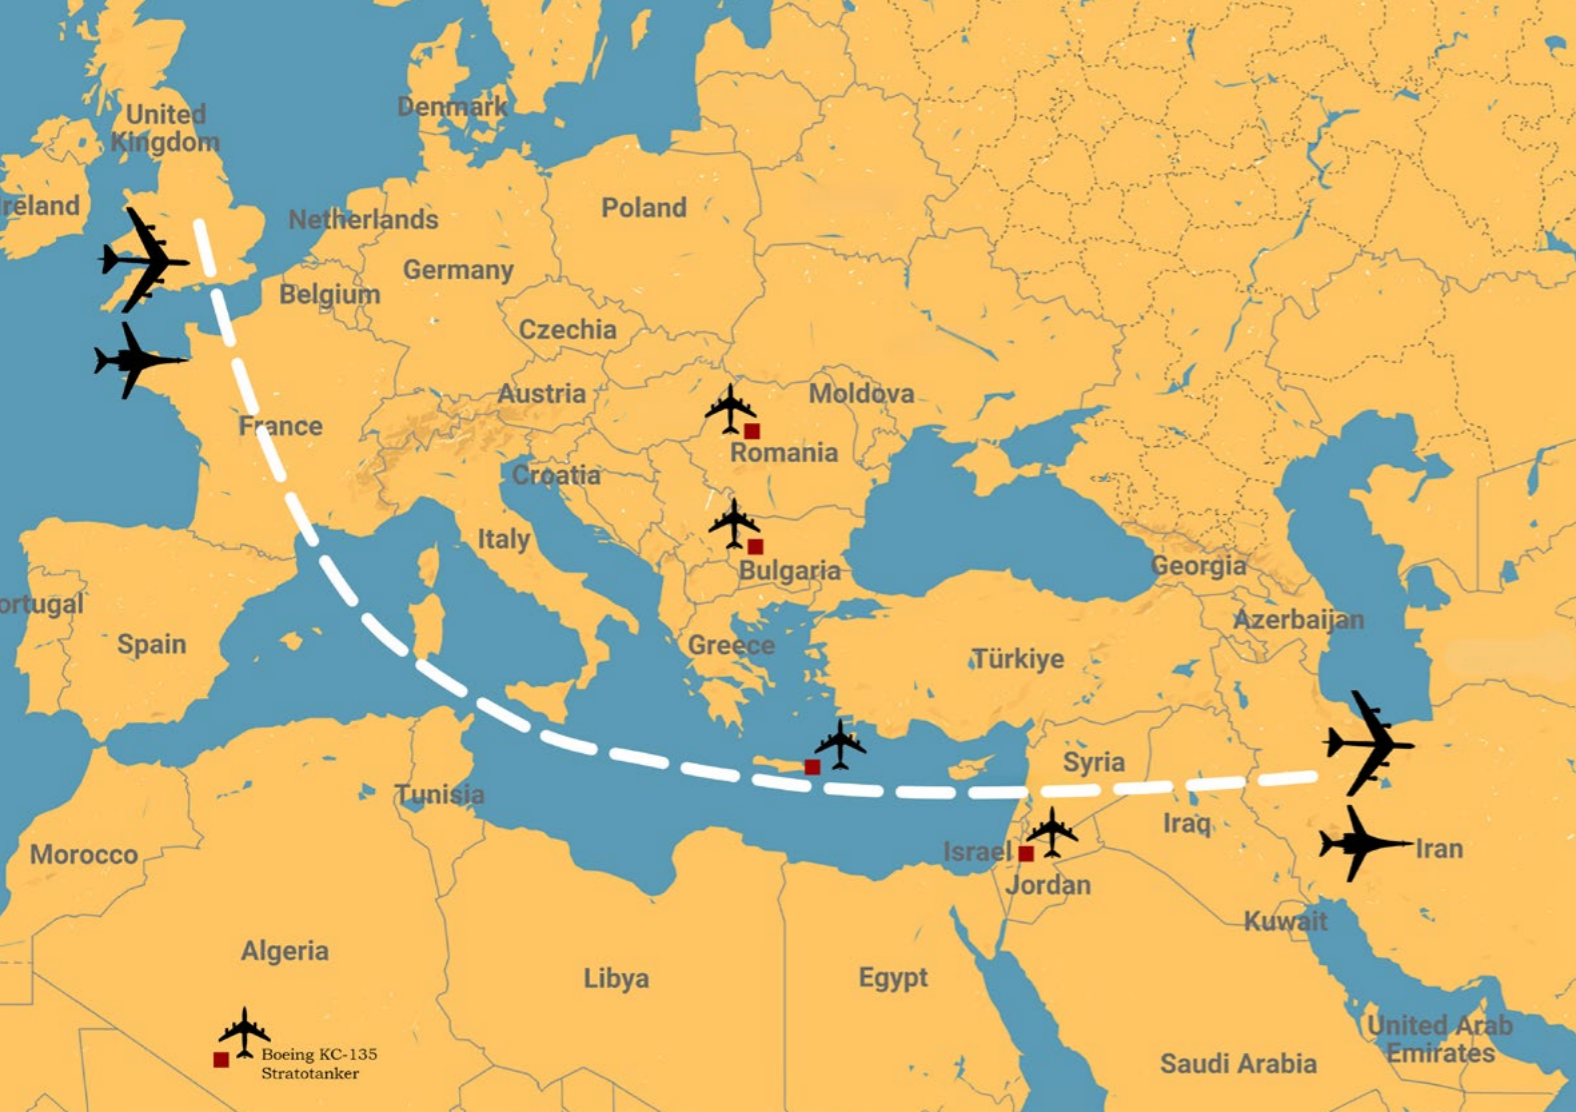 United
Kingdom
Denmark
Ireland
Netherlands
Poland
Germany
Belgium
Czechia
Austria
Moldova
France
Romania
Croatia
Italy
Bulgaria
Georgia
ortugal
Azerbaijan
Spain
Greece
Türkiye
Syria
Tunisia
Iraq
Morocco
Israel
Iran
Jordan
Kuwait
Algeria
Libya
Egypt
United Arab
Emirates
Saudi Arabia
Boeing KC-135
Stratotanker